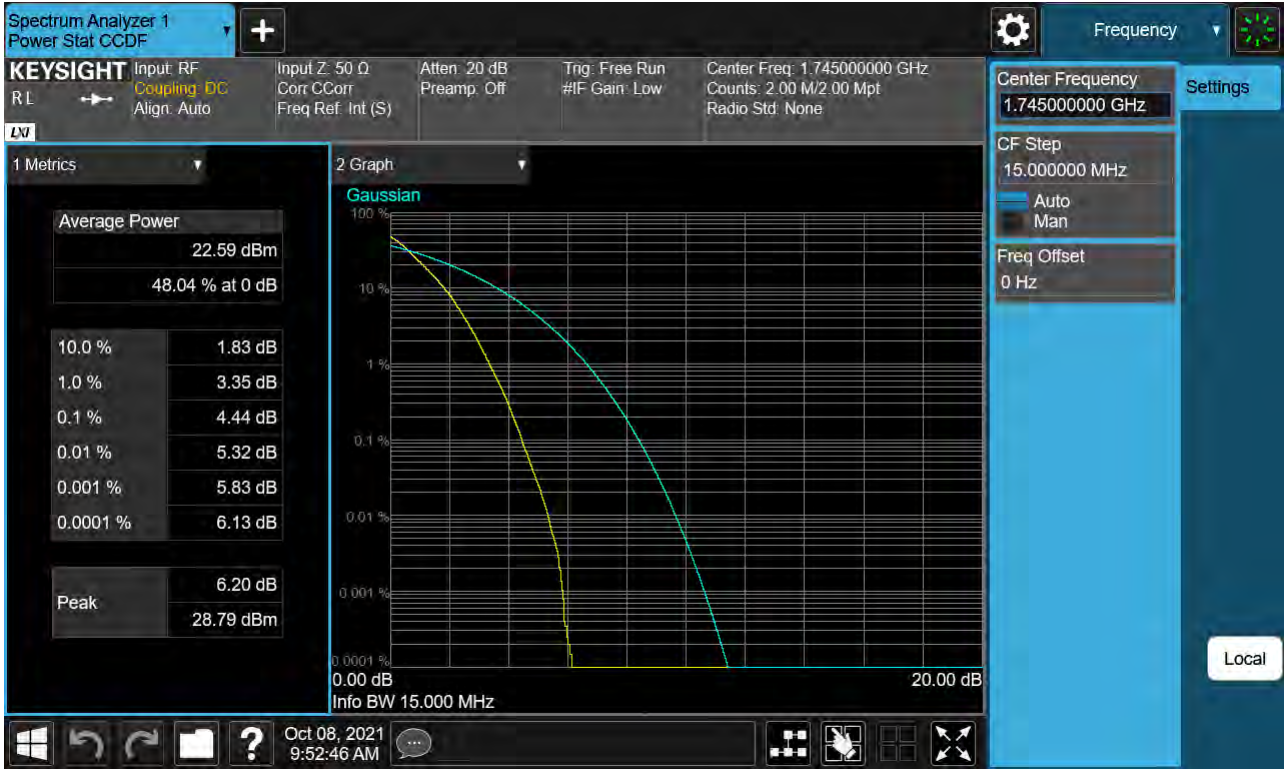 Spectrum Analyzer 1
Power Stat CCDF
Frequency
KEYSIGHT
R L
LXI
Input: RF
Coupling: DC
Align: Auto
Input Z: 50 Ω
Corr CCorr
Freq Ref: Int (S)
Atten: 20 dB
Preamp: Off
Trig: Free Run
#IF Gain: Low
Center Freq: 1.745000000 GHz
Counts: 2.00 M/2.00 Mpt
Radio Std: None
1 Metrics
Average Power
22.59 dBm
48.04 % at 0 dB
10.0 % 1.83 dB
1.0 % 3.35 dB
0.1 % 4.44 dB
0.01 % 5.32 dB
0.001 % 5.83 dB
0.0001 % 6.13 dB
Peak
6.20 dB
28.79 dBm
2 Graph
Gaussian
100 %
10 %
1 %
0.1 %
0.01 %
0.001 %
0.0001 %
0.00 dB 20.00 dB
Info BW 15.000 MHz
Center Frequency
1.745000000 GHz
CF Step
15.000000 MHz
Auto
Man
Freq Offset
0 Hz
Settings
Local
?
Oct 08, 2021
9:52:46 AM